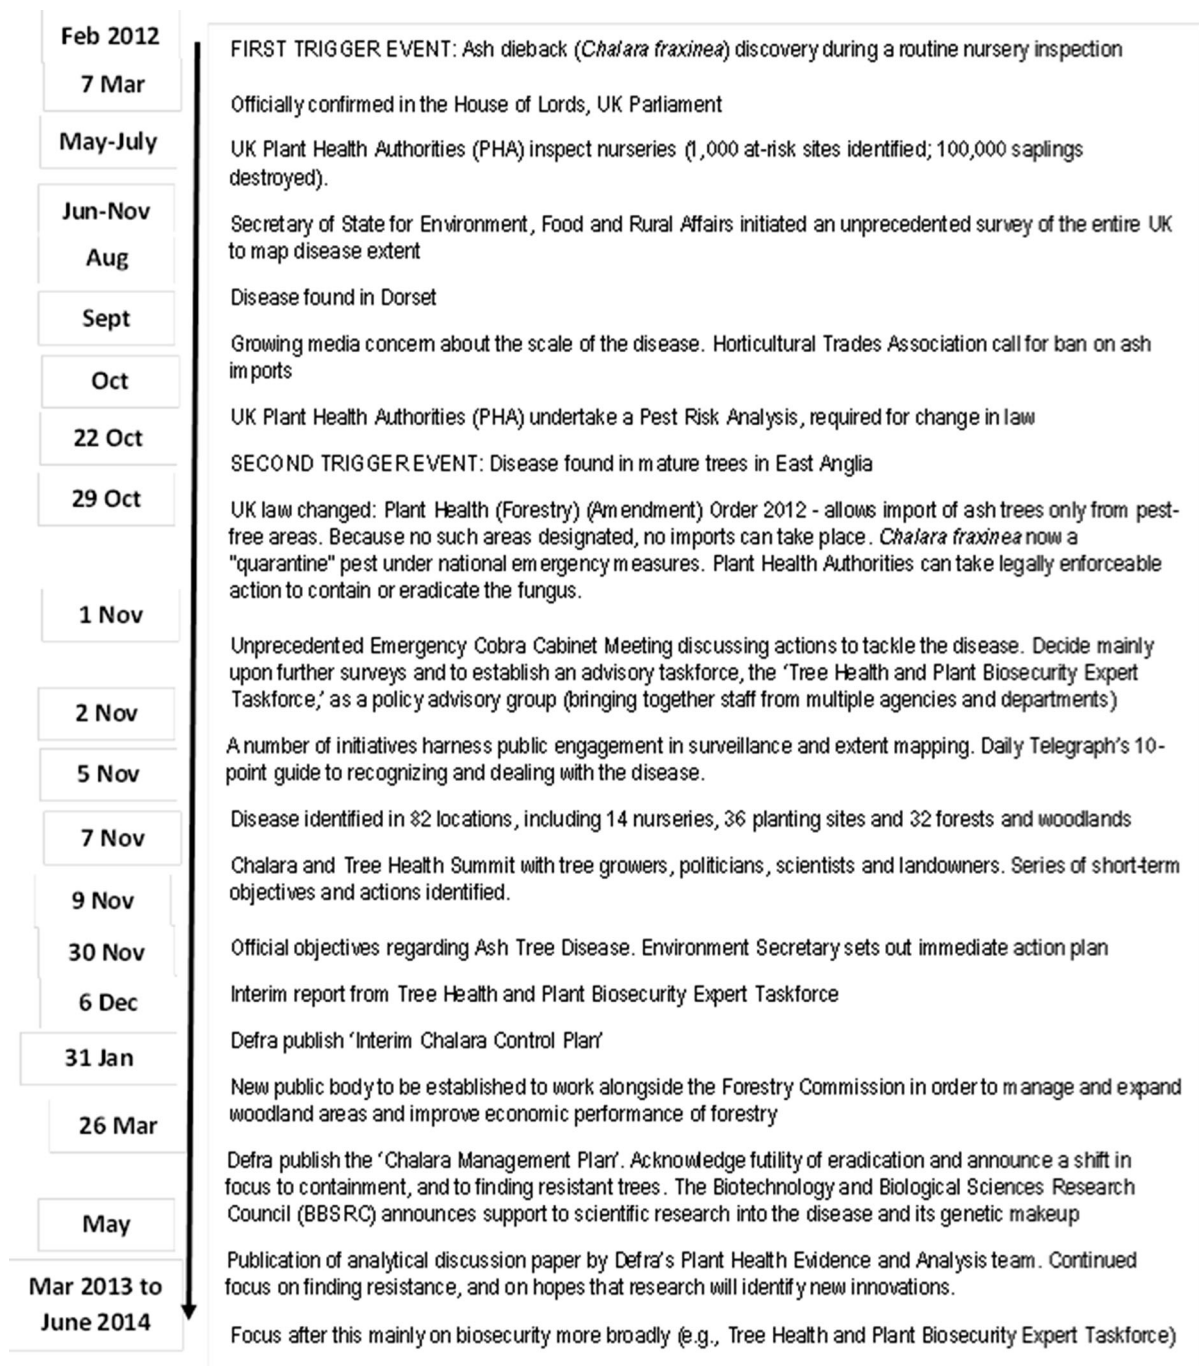 Feb 2012
FIRST TRIGGER EVENT: Ash dieback (Chalara fraxinea) discovery during a routine nursery inspection
7 Mar
Officially confirmed in the House of Lords, UK Parliament
May-July
UK Plant Health Authorities (PHA) inspect nurseries (1,000 at-risk sites identified; 100,000 saplings
destroyed).
Jun-Nov
Secretary of State for Environment, Food and Rural Affairs initiated an unprecedented survey of the entire UK
to map disease extent
Aug
Disease found in Dorset
Sept
Growing media concern about the scale of the disease. Horticultural Trades Association call for ban on ash
imports
Oct
UK Plant Health Authorities (PHA) undertake a Pest Risk Analysis, required for change in law
22 Oct
SECOND TRIGGER EVENT: Disease found in mature trees in East Anglia
29 Oct
UK law changed: Plant Health (Forestry) (Amendment) Order 2012 - allows import of ash trees only from pest-
free areas. Because no such areas designated, no imports can take place. Chalara fraxinea now a
"quarantine" pest under national emergency measures. Plant Health Authorities can take legally enforceable
action to contain or eradicate the fungus.
1 Nov
Unprecedented Emergency Cobra Cabinet Meeting discussing actions to tackle the disease. Decide mainly
upon further surveys and to establish an advisory taskforce, the ‘Tree Health and Plant Biosecurity Expert
Taskforce,’ as a policy advisory group (bringing together staff from multiple agencies and departments)
2 Nov
A number of initiatives harness public engagement in surveillance and extent mapping. Daily Telegraph’s 10-
point guide to recognizing and dealing with the disease.
5 Nov
Disease identified in 82 locations, including 14 nurseries, 36 planting sites and 32 forests and woodlands
7 Nov
Chalara and Tree Health Summit with tree growers, politicians, scientists and landowners. Series of short-term
objectives and actions identified.
9 Nov
Official objectives regarding Ash Tree Disease. Environment Secretary sets out immediate action plan
30 Nov
Interim report from Tree Health and Plant Biosecurity Expert Taskforce
6 Dec
Defra publish ‘Interim Chalara Control Plan’
31 Jan
New public body to be established to work alongside the Forestry Commission in order to manage and expand
woodland areas and improve economic performance of forestry
26 Mar
Defra publish the ‘Chalara Management Plan’. Acknowledge futility of eradication and announce a shift in
focus to containment, and to finding resistant trees. The Biotechnology and Biological Sciences Research
Council (BBSRC) announces support to scientific research into the disease and its genetic makeup
May
Publication of analytical discussion paper by Defra’s Plant Health Evidence and Analysis team. Continued
focus on finding resistance, and on hopes that research will identify new innovations.
Mar 2013 to
June 2014
Focus after this mainly on biosecurity more broadly (e.g., Tree Health and Plant Biosecurity Expert Taskforce)